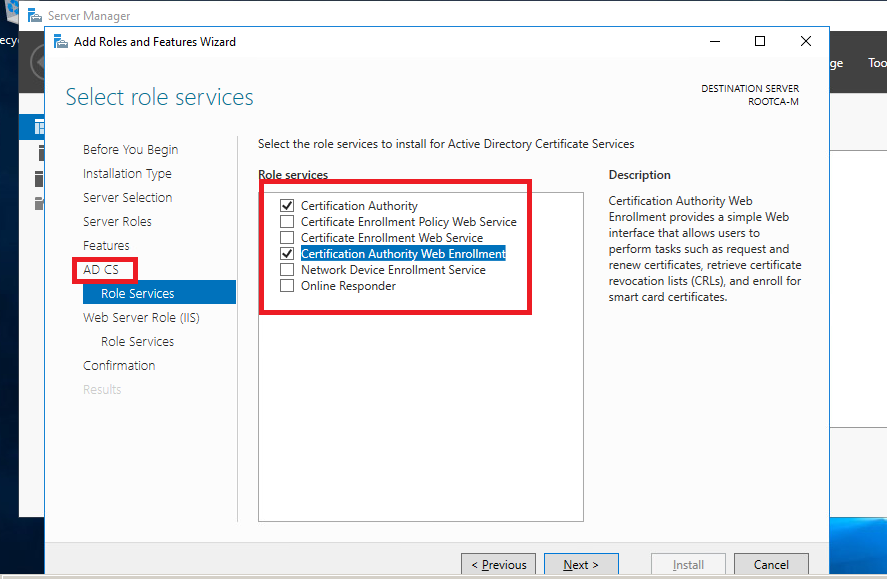 Server Manager
Add Roles and Features Wizard
Select role services
DESTINATION SERVER
ROOTCA-M
Before You Begin
Installation Type
Server Selection
Server Roles
Features
AD CS
Role Services
Web Server Role (IIS)
Role Services
Confirmation
Results
Select the role services to install for Active Directory Certificate Services
Role services
Certification Authority
Certificate Enrollment Policy Web Service
Certificate Enrollment Web Service
Certification Authority Web Enrollment
Network Device Enrollment Service
Online Responder
Description
Certification Authority Web
Enrollment provides a simple Web
interface that allows users to
perform tasks such as request and
renew certificates, retrieve certificate
revocation lists (CRLs), and enroll for
smart card certificates.
< Previous
Next >
Install
Cancel